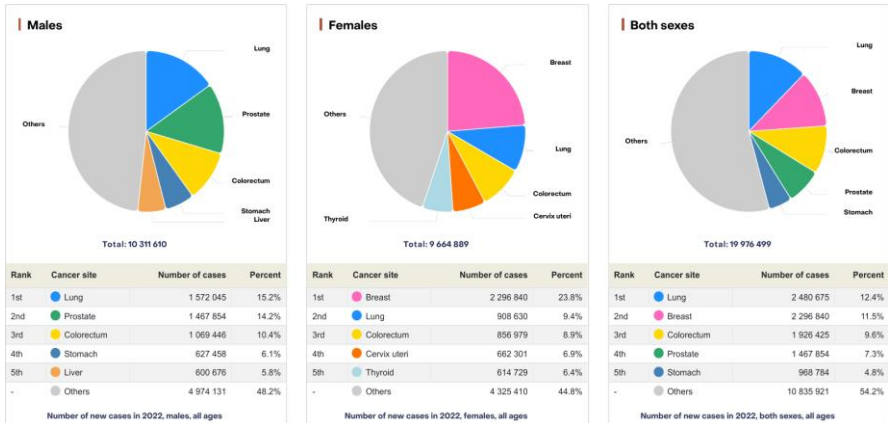 Males
Lung
Prostate
Colorectum
Stomach
Liver
Others
Total: 10 311 610
Rank Cancer site Number of cases Percent
1st Lung 1 572 045 15.2%
2nd Prostate 1 467 854 14.2%
3rd Colorectum 1 069 446 10.4%
4th Stomach 627 458 6.1%
5th Liver 600 676 5.8%
- Others 4 974 131 48.2%
Number of new cases in 2022, males, all ages
Females
Breast
Lung
Colorectum
Cervix uteri
Thyroid
Others
Total: 9 664 889
Rank Cancer site Number of cases Percent
1st Breast 2 296 840 23.8%
2nd Lung 908 630 9.4%
3rd Colorectum 856 979 8.9%
4th Cervix uteri 662 301 6.9%
5th Thyroid 614 729 6.4%
- Others 4 325 410 44.8%
Number of new cases in 2022, females, all ages
Both sexes
Lung
Breast
Colorectum
Prostate
Stomach
Others
Total: 19 976 499
Rank Cancer site Number of cases Percent
1st Lung 2 480 675 12.4%
2nd Breast 2 296 840 11.5%
3rd Colorectum 1 926 425 9.6%
4th Prostate 1 467 854 7.3%
5th Stomach 968 784 4.8%
- Others 10 835 921 54.2%
Number of new cases in 2022, both sexes, all ages